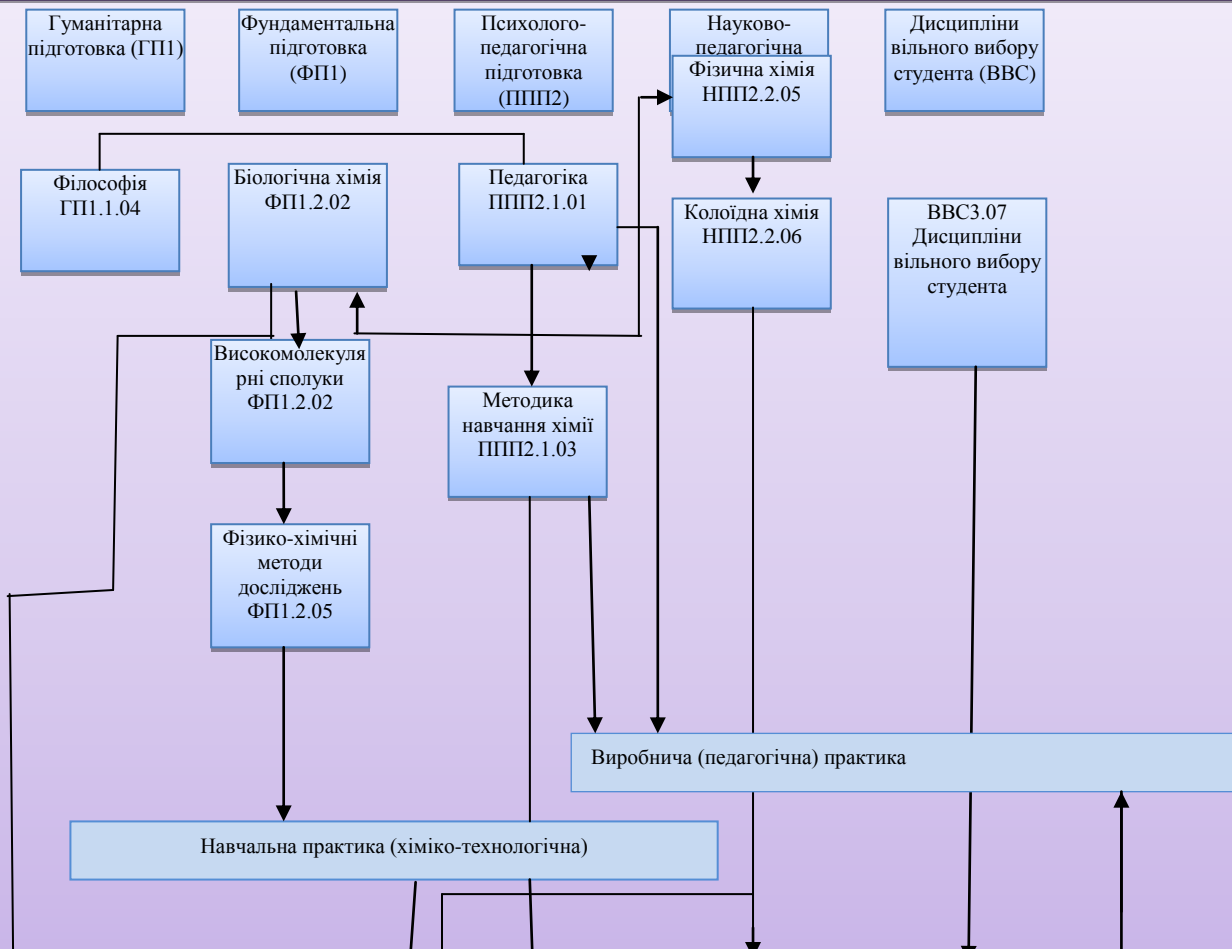 Гуманітарна
підготовка (ГП1)
Фундаментальна
підготовка
(ФП1)
Психолого-
педагогічна
підготовка
(ППП2)
Науково-
педагогічна
Дисципліни
вільного вибору
студента (ВВС)
Фізична хімія
НПП2.2.05
Філософія
ГП1.1.04
Біологічна хімія
ФП1.2.02
Педагогіка
ППП2.1.01
Колоїдна хімія
НПП2.2.06
ВВС3.07
Дисципліни
вільного вибору
студента
Високомолекуля
рні сполуки
ФП1.2.02
Методика
навчання хімії
ППП2.1.03
Фізико-хімічні
методи
досліджень
ФП1.2.05
Виробнича (педагогічна) практика
Навчальна практика (хіміко-технологічна)